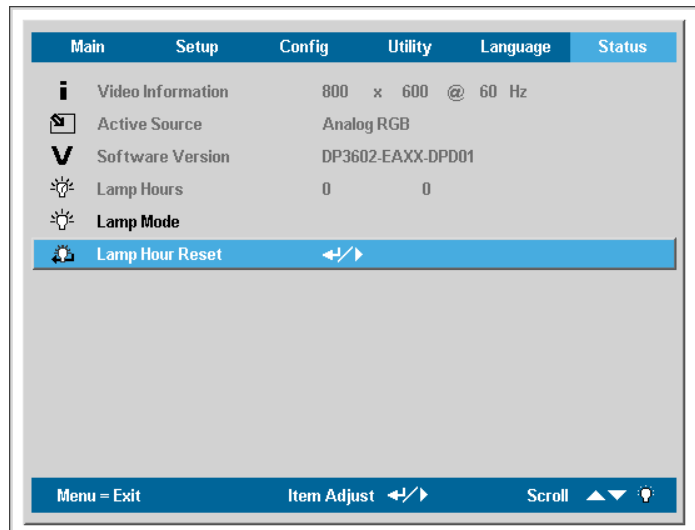 Main Setup Config Utility Language Status
i Video Information 800 x 600 @ 60 Hz
Active Source Analog RGB
V Software Version DP3602-EAXX-DPD01
Lamp Hours 0 0
Lamp Mode
Lamp Hour Reset
Menu = Exit Item Adjust Scroll